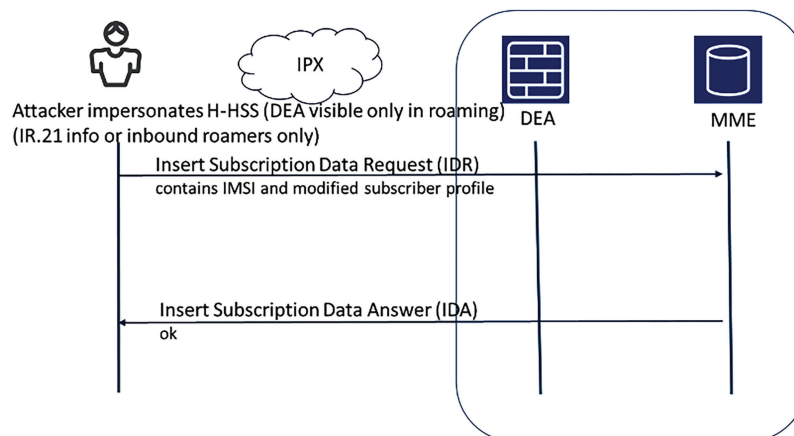 IPX
Attacker impersonates H-HSS (DEA visible only in roaming)
(IR.21 info or inbound roamers only)
DEA
MME
Insert Subscription Data Request (IDR)
contains IMSI and modified subscriber profile
Insert Subscription Data Answer (IDA)
ok